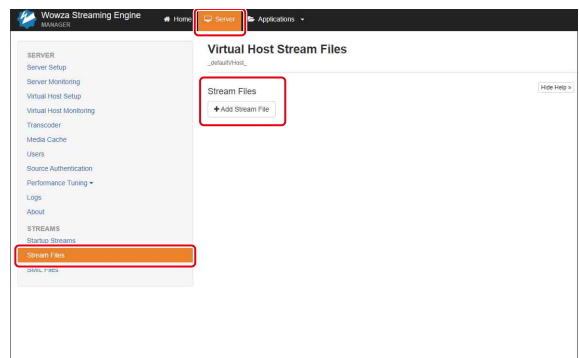 Wowza Streaming Engine
MANAGER
Home
Server
Applications
SERVER
Server Setup
Server Monitoring
Virtual Host Setup
Virtual Host Monitoring
Transcoder
Media Cache
Users
Source Authentication
Performance Tuning
Logs
About
STREAMS
Startup Streams
Stream Files
SMIL Files
Virtual Host Stream Files
_defaultVHost_
Hide Help »
Stream Files
+ Add Stream File